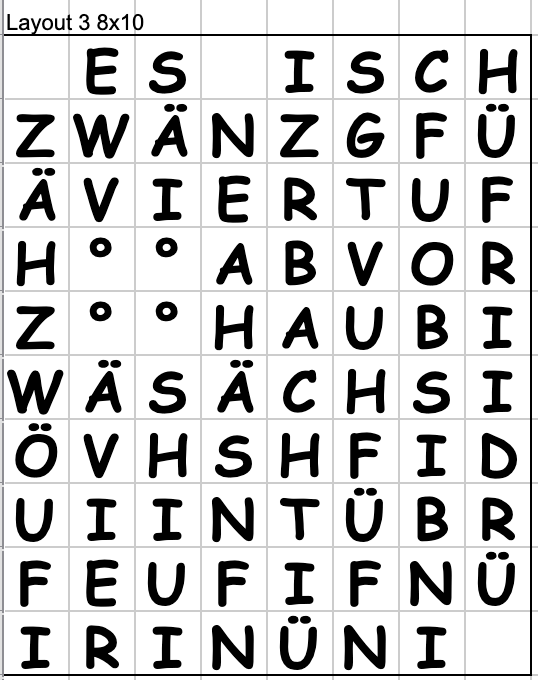 Layout 3 8x10
E S I S C H
Z W Ä N Z G F Ü
Ä V I E R T U F
H ° ° A B V O R
Z ° ° H A U B I
W Ä S Ä C H S I
Ö V H S H F I D
U I I N T Ü B R
F E U F I F N Ü
I R I N Ü N I